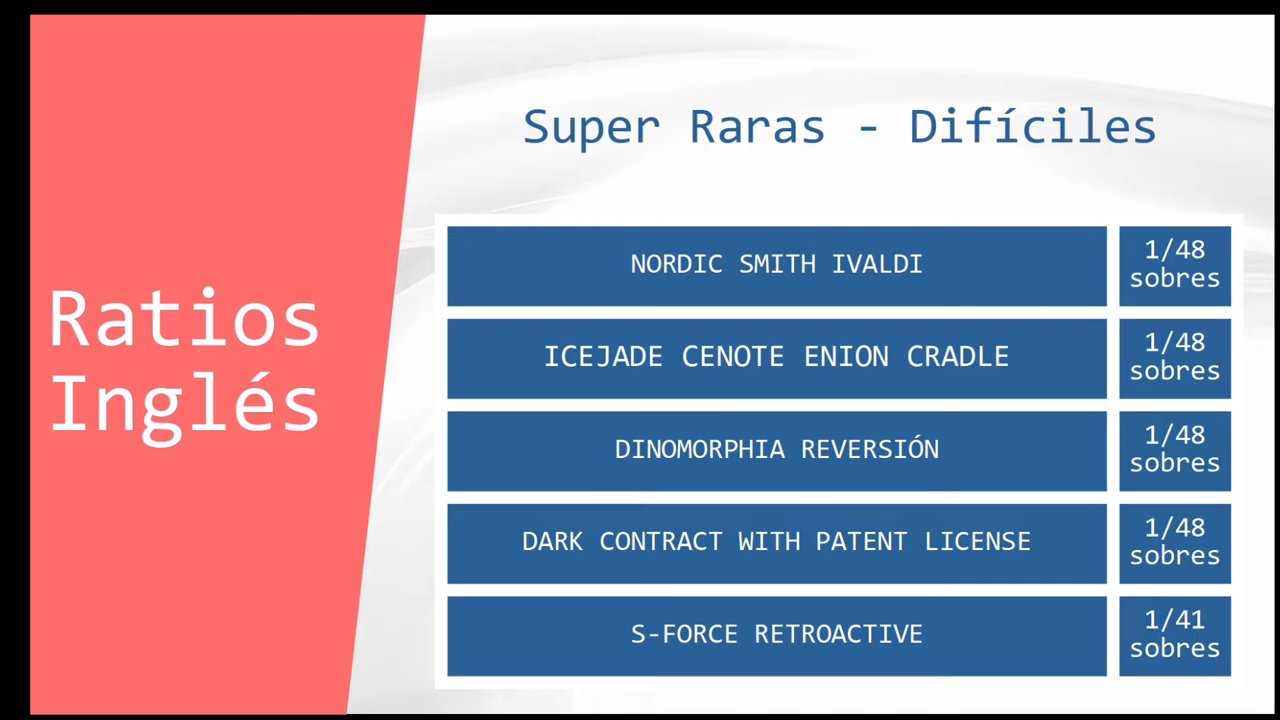 Ratios
Inglés
Super Raras - Difíciles
NORDIC SMITH IVALDI
1/48
sobres
ICEJADE CENOTE ENION CRADLE
1/48
sobres
DINOMORPHIA REVERSIÓN
1/48
sobres
DARK CONTRACT WITH PATENT LICENSE
1/48
sobres
S-FORCE RETROACTIVE
1/41
sobres